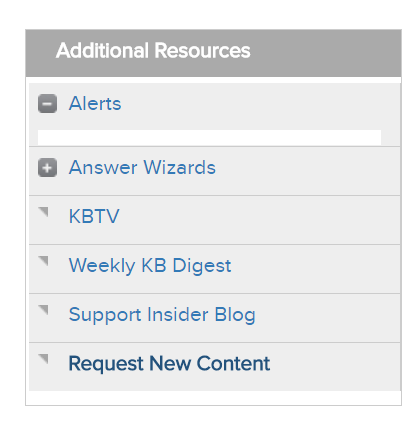 Additional Resources
Alerts
Answer Wizards
KBTV
Weekly KB Digest
Support Insider Blog
Request New Content